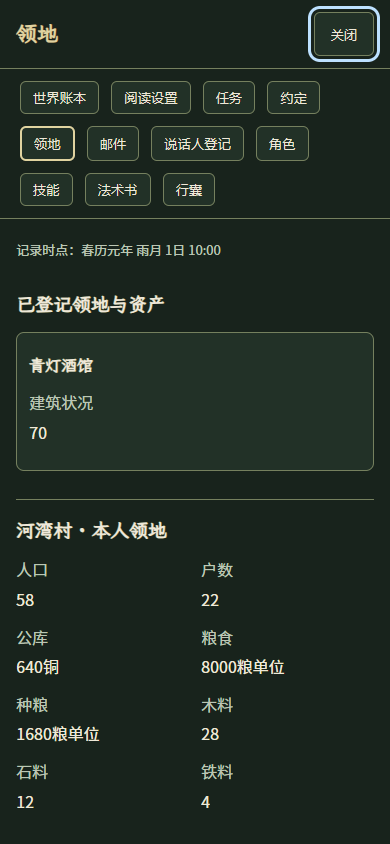 领地
关闭
世界账本 阅读设置 任务 约定
领地 邮件 说话人登记 角色
技能 法术书 行囊
记录时点：春历元年 雨月 1日 10:00
已登记领地与资产
青灯酒馆
建筑状况
70
河湾村・本人领地
人口 户数
58 22
公库 粮食
640铜 8000粮单位
种粮 木料
1680粮单位 28
石料 铁料
12 4